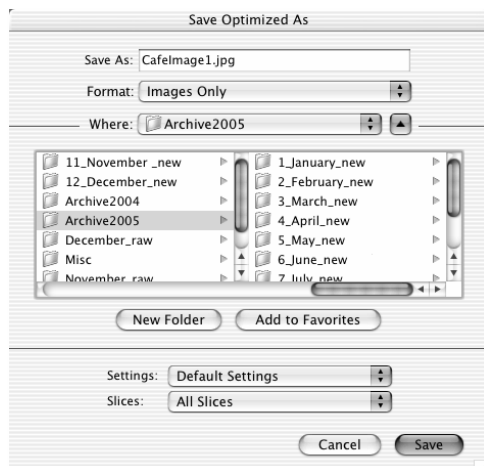 Save Optimized As
Save As: CafeImage1.jpg
Format: Images Only
Where: Archive2005
11_November _new
12_December_new
Archive2004
Archive2005
December_raw
Misc
November_raw
1_January_new
2_February_new
3_March_new
4_April_new
5_May_new
6_June_new
7_July_new
New Folder
Add to Favorites
Settings: Default Settings
Slices: All Slices
Cancel
Save